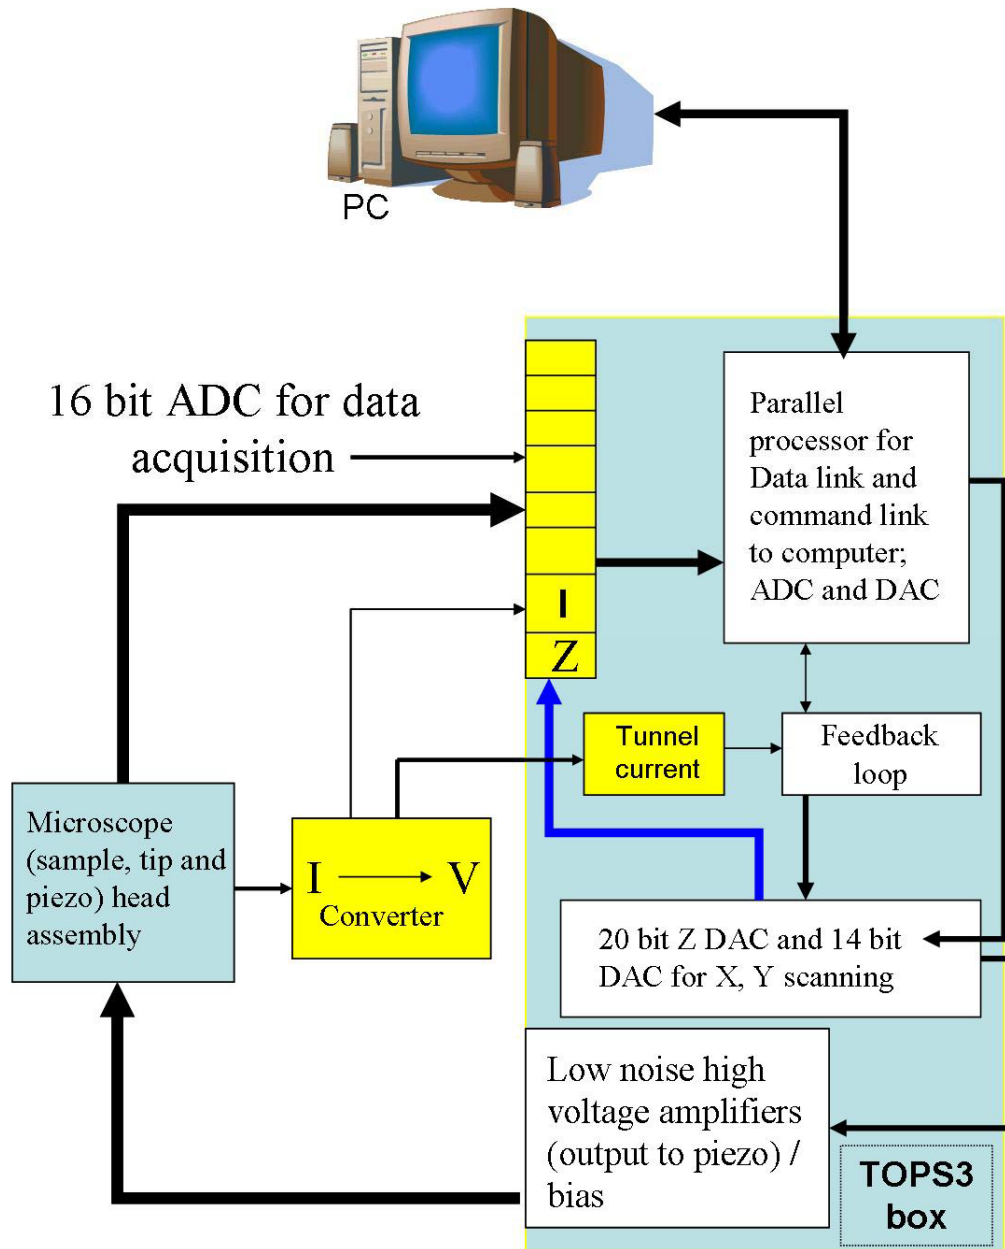 PC
16 bit ADC for data
acquisition
Parallel
processor for
Data link and
command link
to computer;
ADC and DAC
I
Z
Tunnel
current
Feedback
loop
Microscope
(sample, tip and
piezo) head
assembly
I V
Converter
20 bit Z DAC and 14 bit
DAC for X, Y scanning
Low noise high
voltage amplifiers
(output to piezo) /
bias
TOPS3
box